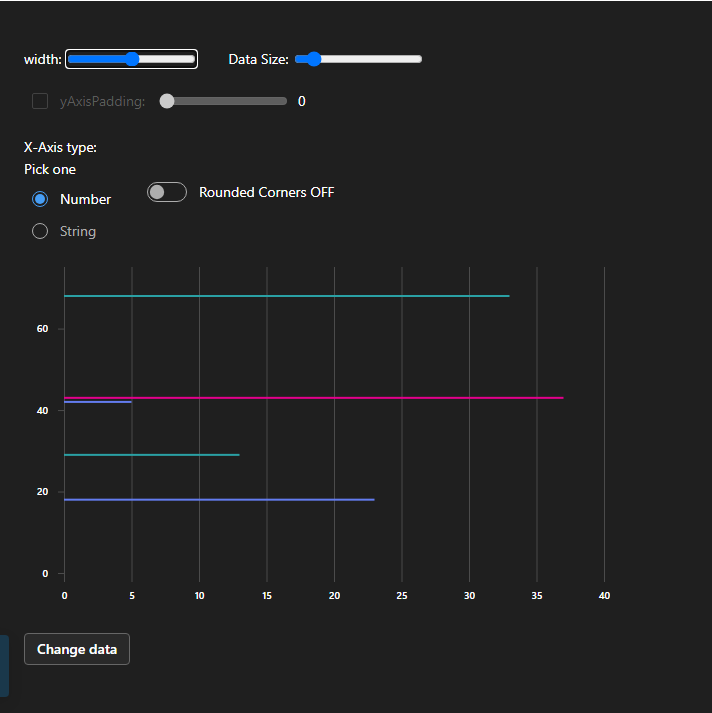 width: Data Size:
yAxisPadding: 0
X-Axis type:
Pick one
Number Rounded Corners OFF
String
60
40
20
0
0 5 10 15 20 25 30 35 40
Change data